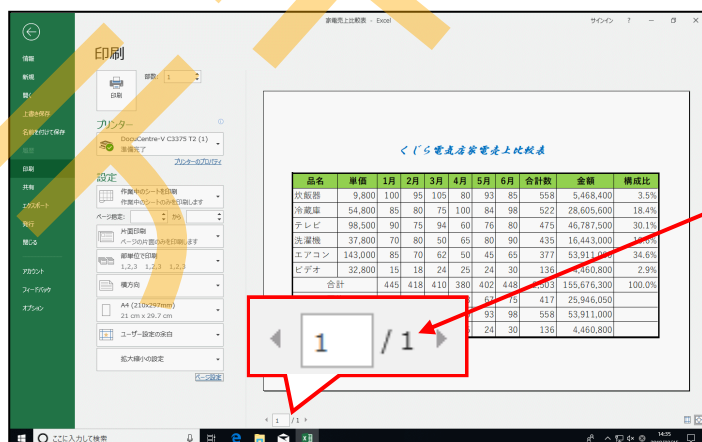 家電売上比較表 - Excel
サインイン ? － ロ ×
情報
新規
開く
上書き保存
名前を付けて保存
印刷
共有
エクスポート
発行
閉じる
アカウント
フィードバック
オプション
印刷
部数: 1
印刷
プリンター
DocuCentre-V C3375 T2 (1)
準備完了
プリンターのプロパティ
設定
作業中のシートを印刷
作業中のシートのみを印刷します
ページ指定: から
片面印刷
ページの片面のみを印刷します
部単位で印刷
1,2,3 1,2,3 1,2,3
横方向
A4 (210x297mm)
21 cm x 29.7 cm
ユーザー設定の余白
拡大縮小の設定
ページ設定
くじら電気店家電売上比較表
品名 単価 1月 2月 3月 4月 5月 6月 合計数 金額 構成比
炊飯器 9,800 100 95 105 80 93 85 558 5,468,400 3.5%
冷蔵庫 54,800 85 80 75 100 84 98 522 28,605,600 18.4%
テレビ 98,500 90 75 94 60 76 80 475 46,787,500 30.1%
洗濯機 37,800 70 80 50 65 80 90 435 16,443,000
エアコン 143,000 85 70 62 50 45 65 377 53,911,000 34.6%
ビデオ 32,800 15 18 24 25 24 30 136 4,460,800 2.9%
合計 445 418 410 380 402 448 155,676,300 100.0%
75 417 25,946,050
93 98 558 53,911,000
24 30 136 4,460,800
1 / 1
1 / 1
ここに入力して検索
14:35